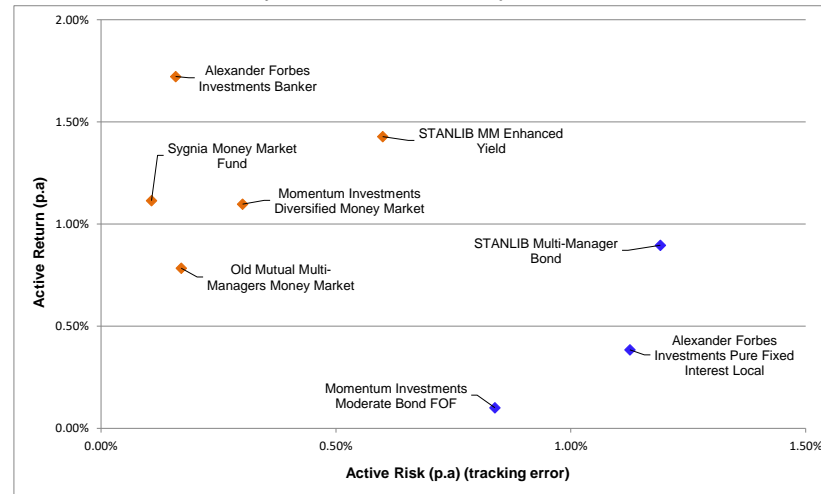 2.00%
Alexander Forbes
Investments Banker
1.50%
STANLIB MM Enhanced
Yield
Sygnia Money Market
Fund
Momentum Investments
Diversified Money Market
1.00%
STANLIB Multi-Manager
Bond
Old Mutual Multi-
Managers Money Market
0.50%
Alexander Forbes
Investments Pure Fixed
Interest Local
Momentum Investments
Moderate Bond FOF
0.00%
0.00%
0.50%
1.00%
1.50%
Active Return (p.a)
Active Risk (p.a) (tracking error)